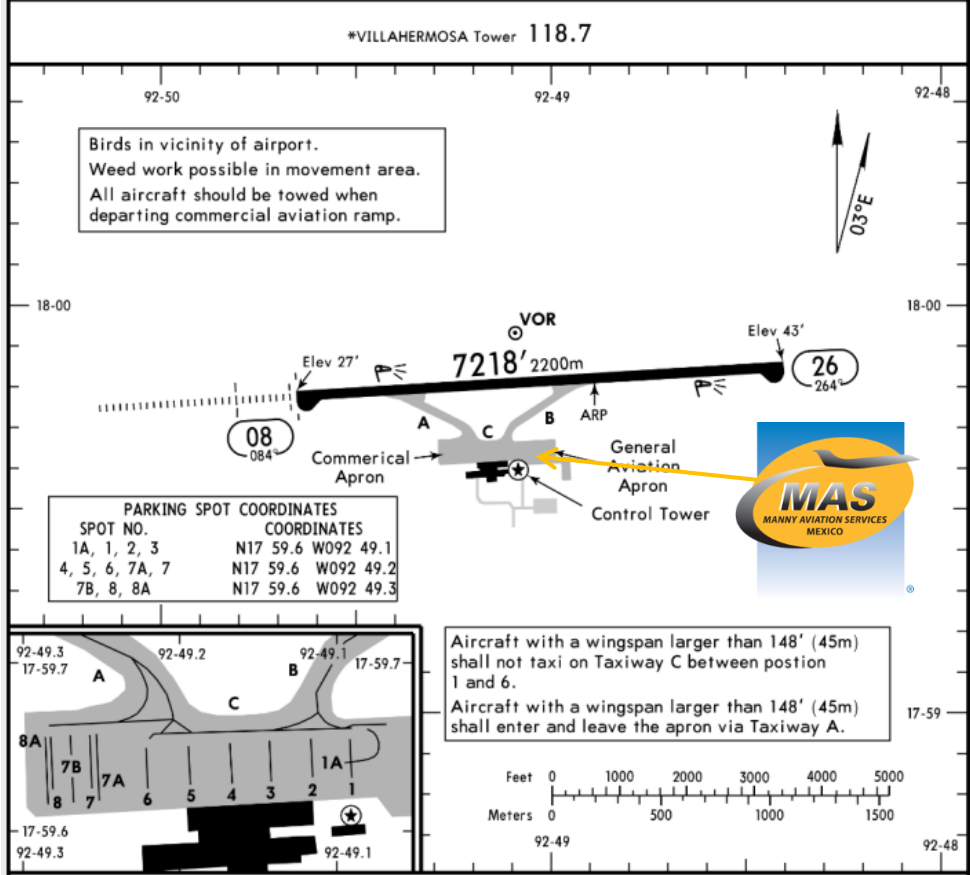 *VILLAHERMOSA Tower 118.7
92-50
92-49
92-48
Birds in vicinity of airport.
Weed work possible in movement area.
All aircraft should be towed when
departing commercial aviation ramp.
03°E
18-00
18-00
VOR
Elev 43'
Elev 27'
7218' 2200m
26
264°
08
084°
A
B
C
ARP
Commerical
Apron
General
Aviation
Apron
Control Tower
MAS
MANNY AVIATION SERVICES
MEXICO
®
PARKING SPOT COORDINATES
SPOT NO. COORDINATES
1A, 1, 2, 3 N17 59.6 W092 49.1
4, 5, 6, 7A, 7 N17 59.6 W092 49.2
7B, 8, 8A N17 59.6 W092 49.3
92-49.3
17-59.7
92-49.2
92-49.1
17-59.7
A
B
C
8A
7B
7A
1A
8
7
6
5
4
3
2
1
17-59.6
92-49.3
92-49.1
Aircraft with a wingspan larger than 148' (45m)
shall not taxi on Taxiway C between postion
1 and 6.
Aircraft with a wingspan larger than 148' (45m)
shall enter and leave the apron via Taxiway A.
17-59
Feet 0 1000 2000 3000 4000 5000
Meters 0 500 1000 1500
92-49
92-48